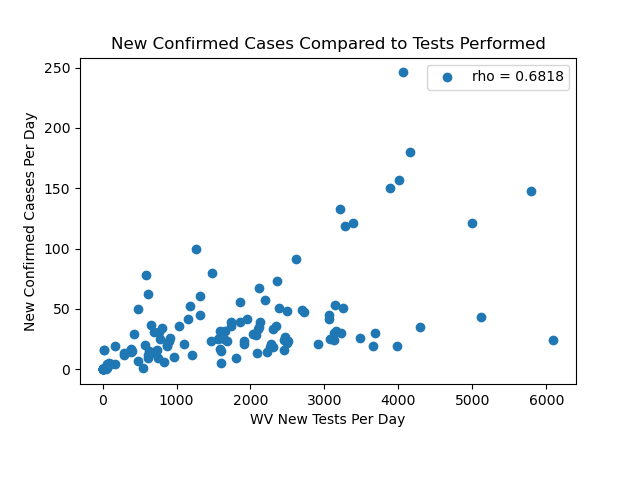 New Confirmed Cases Compared to Tests Performed
rho = 0.6818
New Confirmed Caeses Per Day
250
200
150
100
50
0
0 1000 2000 3000 4000 5000 6000
WV New Tests Per Day